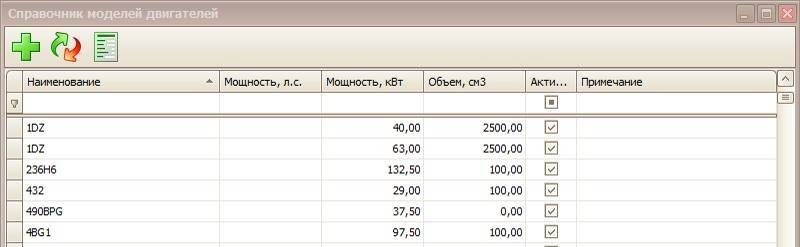 Справочник моделей двигателей
Наименование Мощность, л.с. Мощность, кВт Объем, см3 Акти... Примечание
1DZ 40,00 2500,00
1DZ 63,00 2500,00
236Н6 132,50 100,00
432 29,00 100,00
490BPG 37,50 0,00
4BG1 97,50 100,00